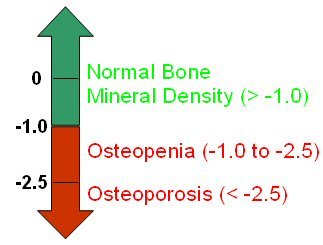 0
Normal Bone
Mineral Density (> -1.0)
-1.0
Osteopenia (-1.0 to -2.5)
-2.5
Osteoporosis (< -2.5)